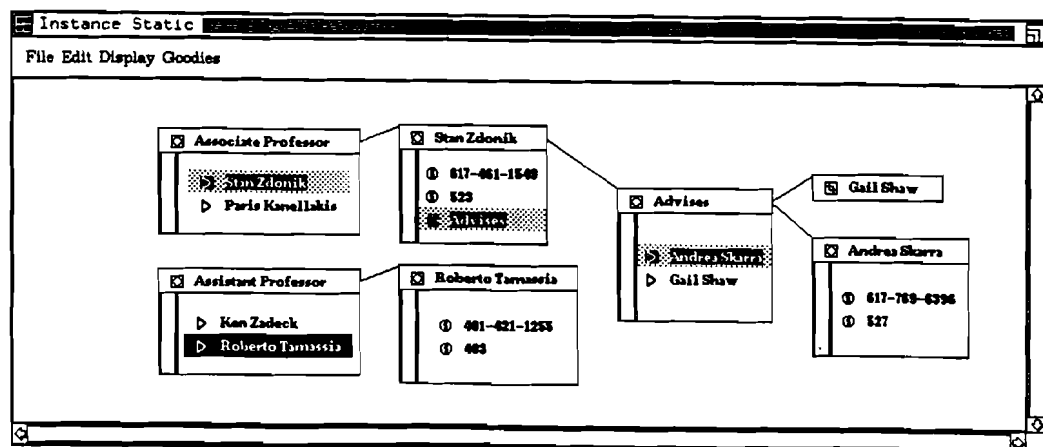 Instance Static
File Edit Display Goodies
Associate Professor
Stan Zdonik
Paris Kanellakis
Stan Zdonik
617-461-1549
523
Advises
Advises
Andrea Skarra
Gail Shaw
Gail Shaw
Andrea Skarra
617-769-6396
527
Assistant Professor
Ken Zadeck
Roberto Tamassia
Roberto Tamassia
401-421-1255
403